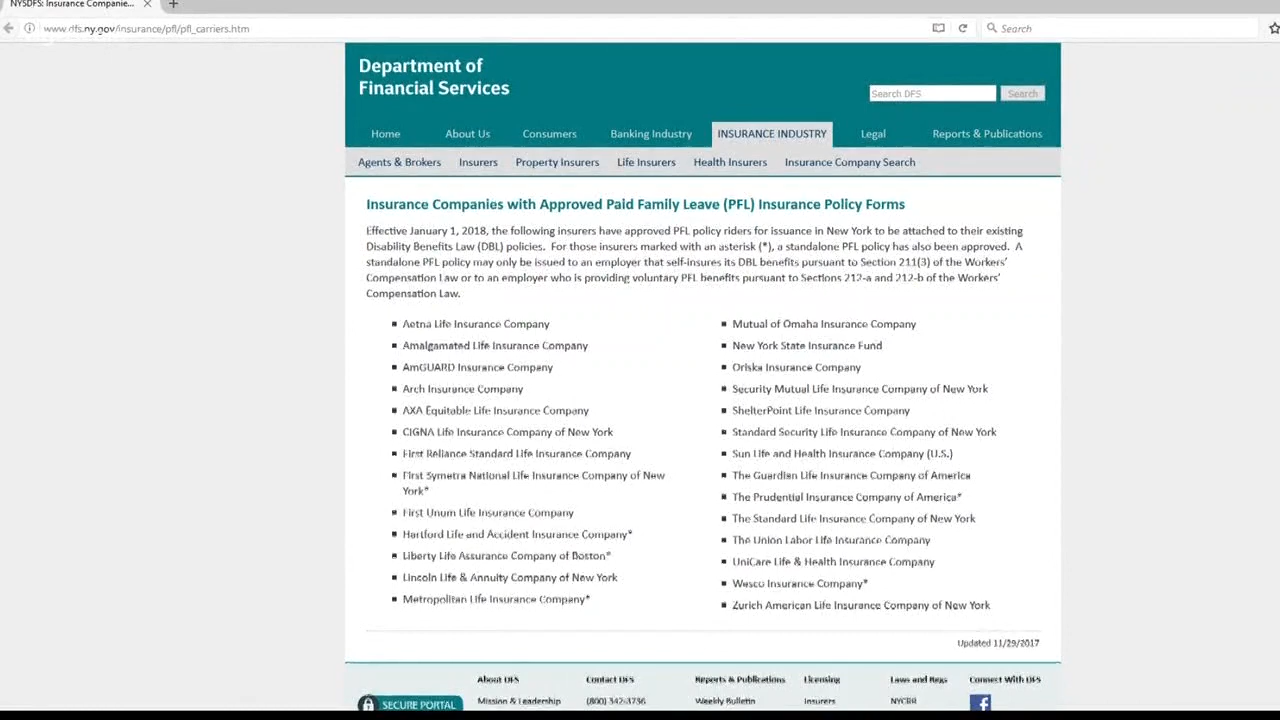 NYSDFS: Insurance Companie...
www.dfs.ny.gov/insurance/pfl/pfl_carriers.htm
Search
Department of
Financial Services
Search DFS
Search
Home About Us Consumers Banking Industry INSURANCE INDUSTRY Legal Reports & Publications
Agents & Brokers Insurers Property Insurers Life Insurers Health Insurers Insurance Company Search
Insurance Companies with Approved Paid Family Leave (PFL) Insurance Policy Forms
Effective January 1, 2018, the following insurers have approved PFL policy riders for issuance in New York to be attached to their existing
Disability Benefits Law (DBL) policies. For those insurers marked with an asterisk (*), a standalone PFL policy has also been approved. A
standalone PFL policy may only be issued to an employer that self-insures its DBL benefits pursuant to Section 211(3) of the Workers'
Compensation Law or to an employer who is providing voluntary PFL benefits pursuant to Sections 212-a and 212-b of the Workers'
Compensation Law.
Aetna Life Insurance Company
Amalgamated Life Insurance Company
AmGUARD Insurance Company
Arch Insurance Company
AXA Equitable Life Insurance Company
CIGNA Life Insurance Company of New York
First Reliance Standard Life Insurance Company
First Symetra National Life Insurance Company of New
York*
First Unum Life Insurance Company
Hartford Life and Accident Insurance Company*
Liberty Life Assurance Company of Boston*
Lincoln Life & Annuity Company of New York
Metropolitan Life Insurance Company*
Mutual of Omaha Insurance Company
New York State Insurance Fund
Oriska Insurance Company
Security Mutual Life Insurance Company of New York
ShelterPoint Life Insurance Company
Standard Security Life Insurance Company of New York
Sun Life and Health Insurance Company (U.S.)
The Guardian Life Insurance Company of America
The Prudential Insurance Company of America*
The Standard Life Insurance Company of New York
The Union Labor Life Insurance Company
UniCare Life & Health Insurance Company
Wesco Insurance Company*
Zurich American Life Insurance Company of New York
Updated 11/29/2017
About DFS Contact DFS Reports & Publications Licensing Laws and Regs Connect With DFS
SECURE PORTAL Mission & Leadership (800) 342-3736 Weekly Bulletin Insurers NYCRR